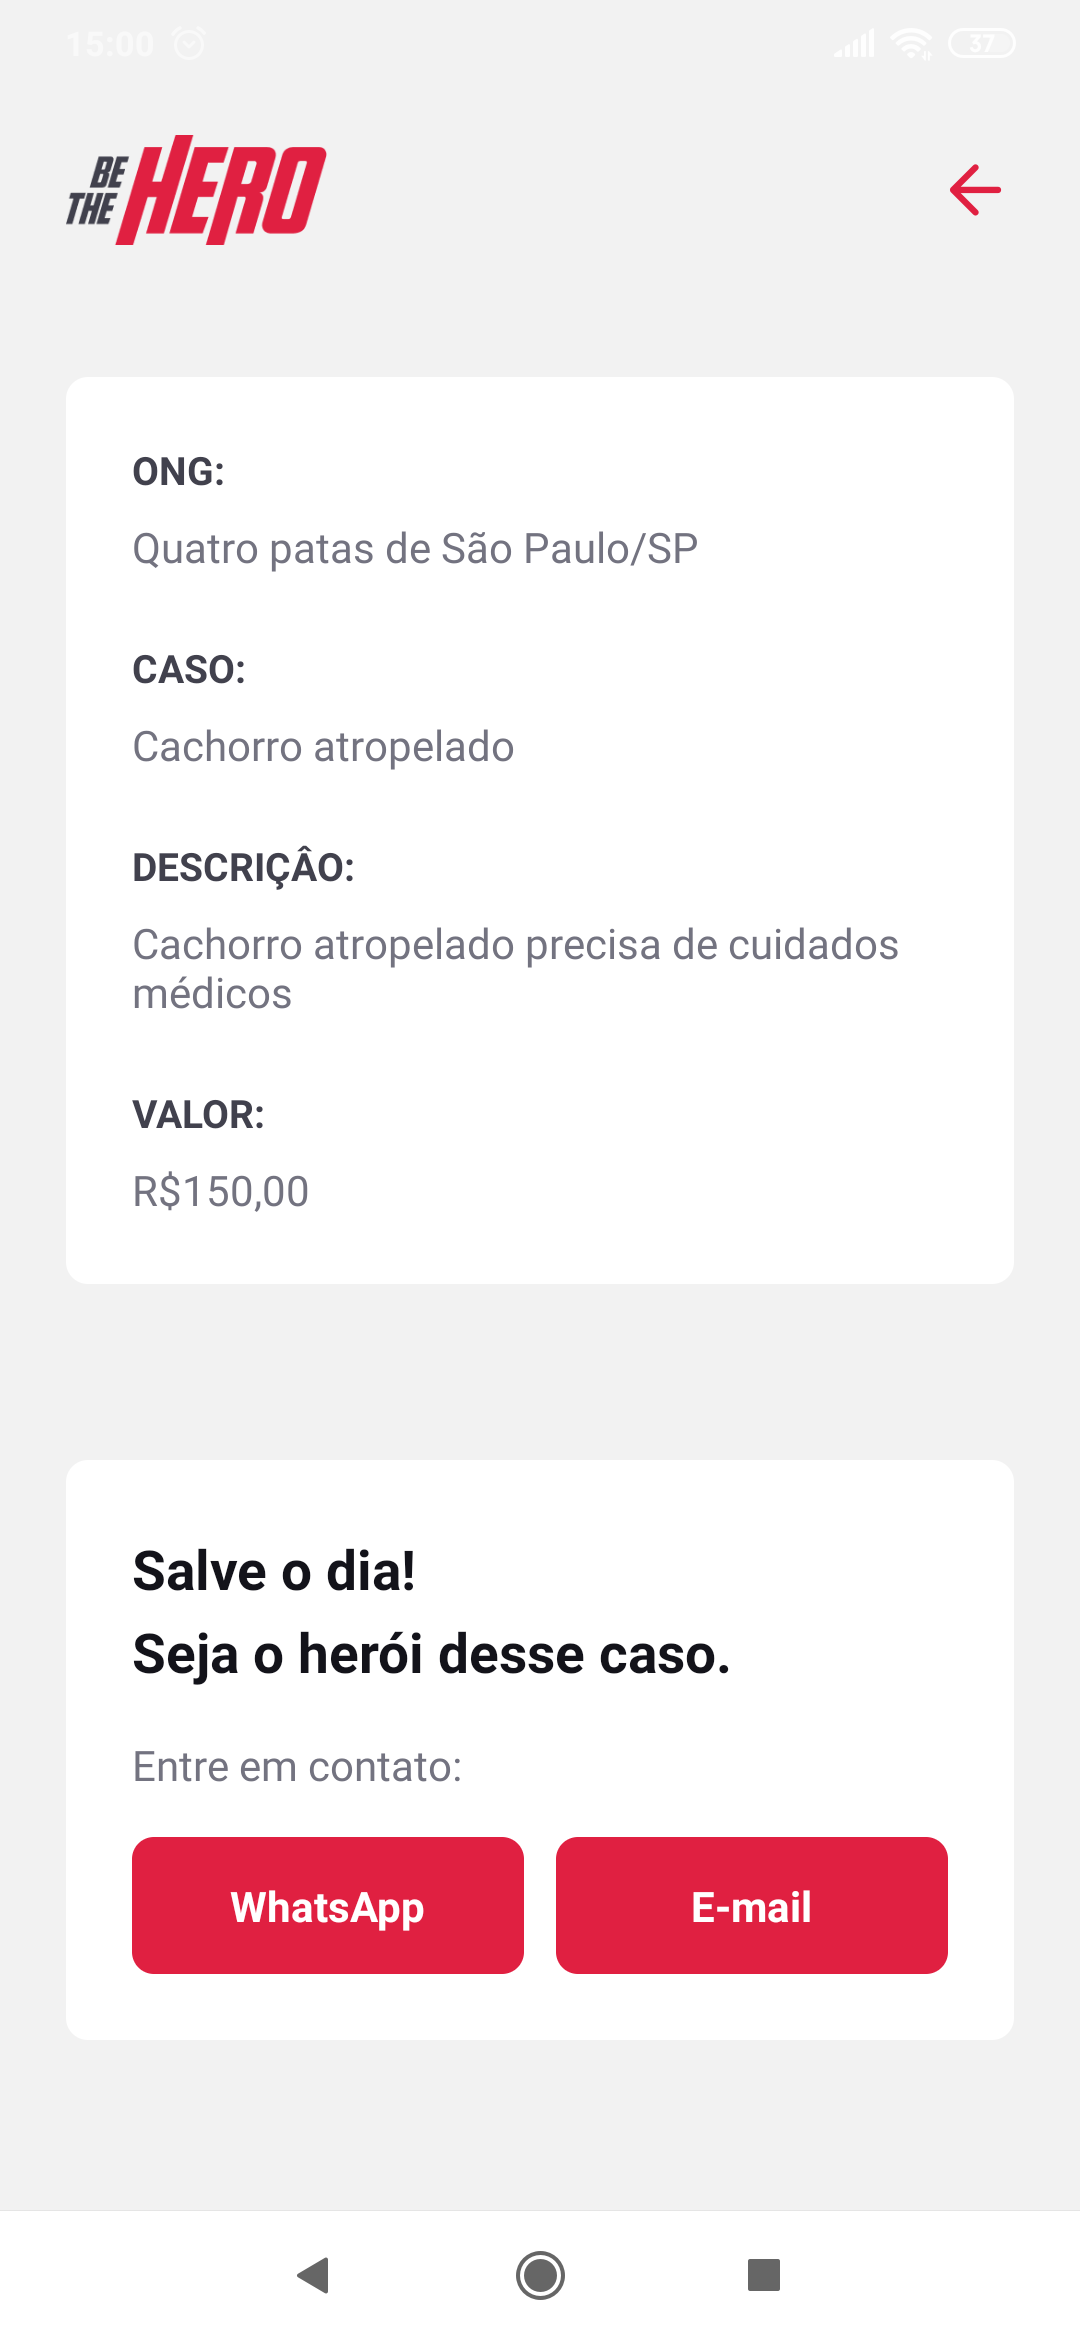 15:00
37
BE
THE
HERO
ONG:
Quatro patas de São Paulo/SP
CASO:
Cachorro atropelado
DESCRIÇÂO:
Cachorro atropelado precisa de cuidados
médicos
VALOR:
R$150,00
Salve o dia!
Seja o herói desse caso.
Entre em contato:
WhatsApp
E-mail